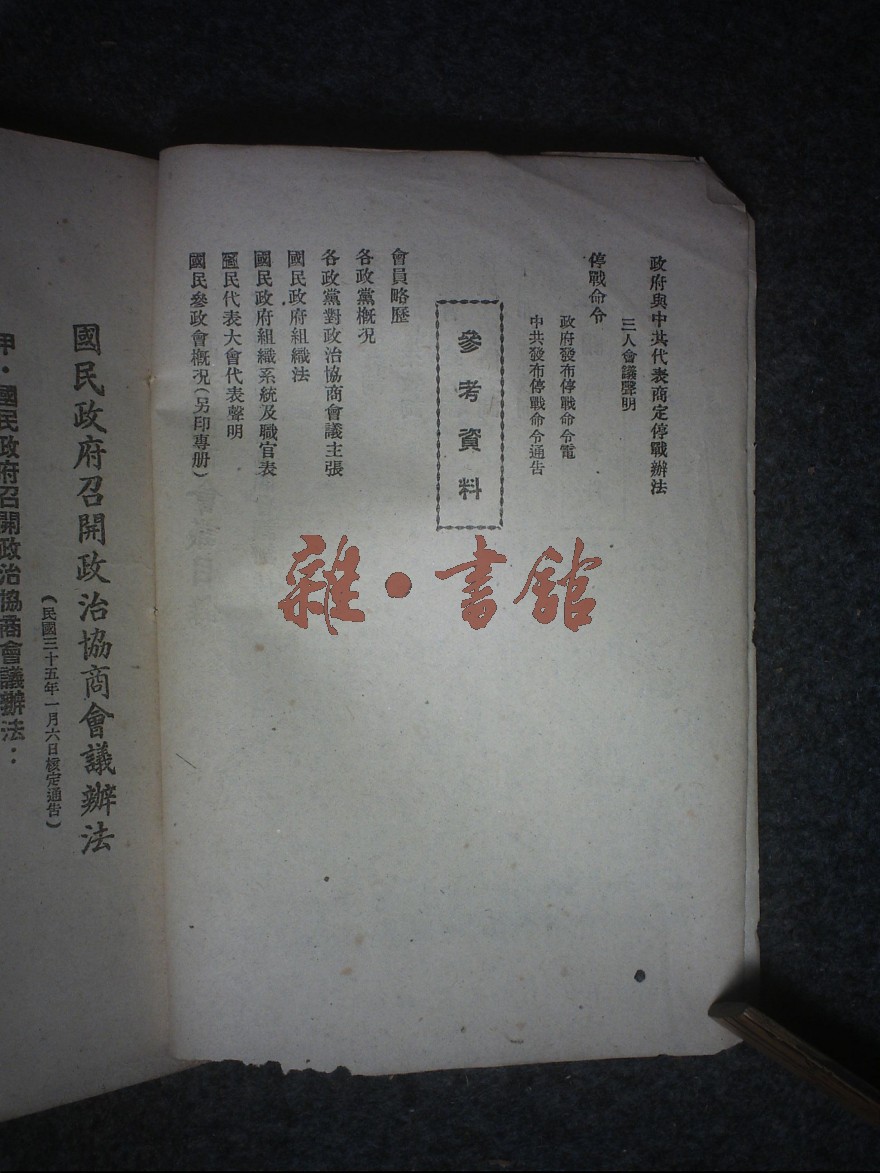 政府與中共代表商定停戰辦法
三人會議聲明
停戰命令
政府發布停戰命令電
中共發布停戰命令通告
參考資料
會員略歷
各政黨概况
各政黨對政治協商會議主張
國民政府組織法
國民政府組織系統及職官表
國民代表大會代表聲明
國民參政會概况(另印專册)
雜·書館
國民政府召開政治協商會議辦法
(民國三十五年一月六日核定通告)
甲·國民政府召開政治協商會議辦法：